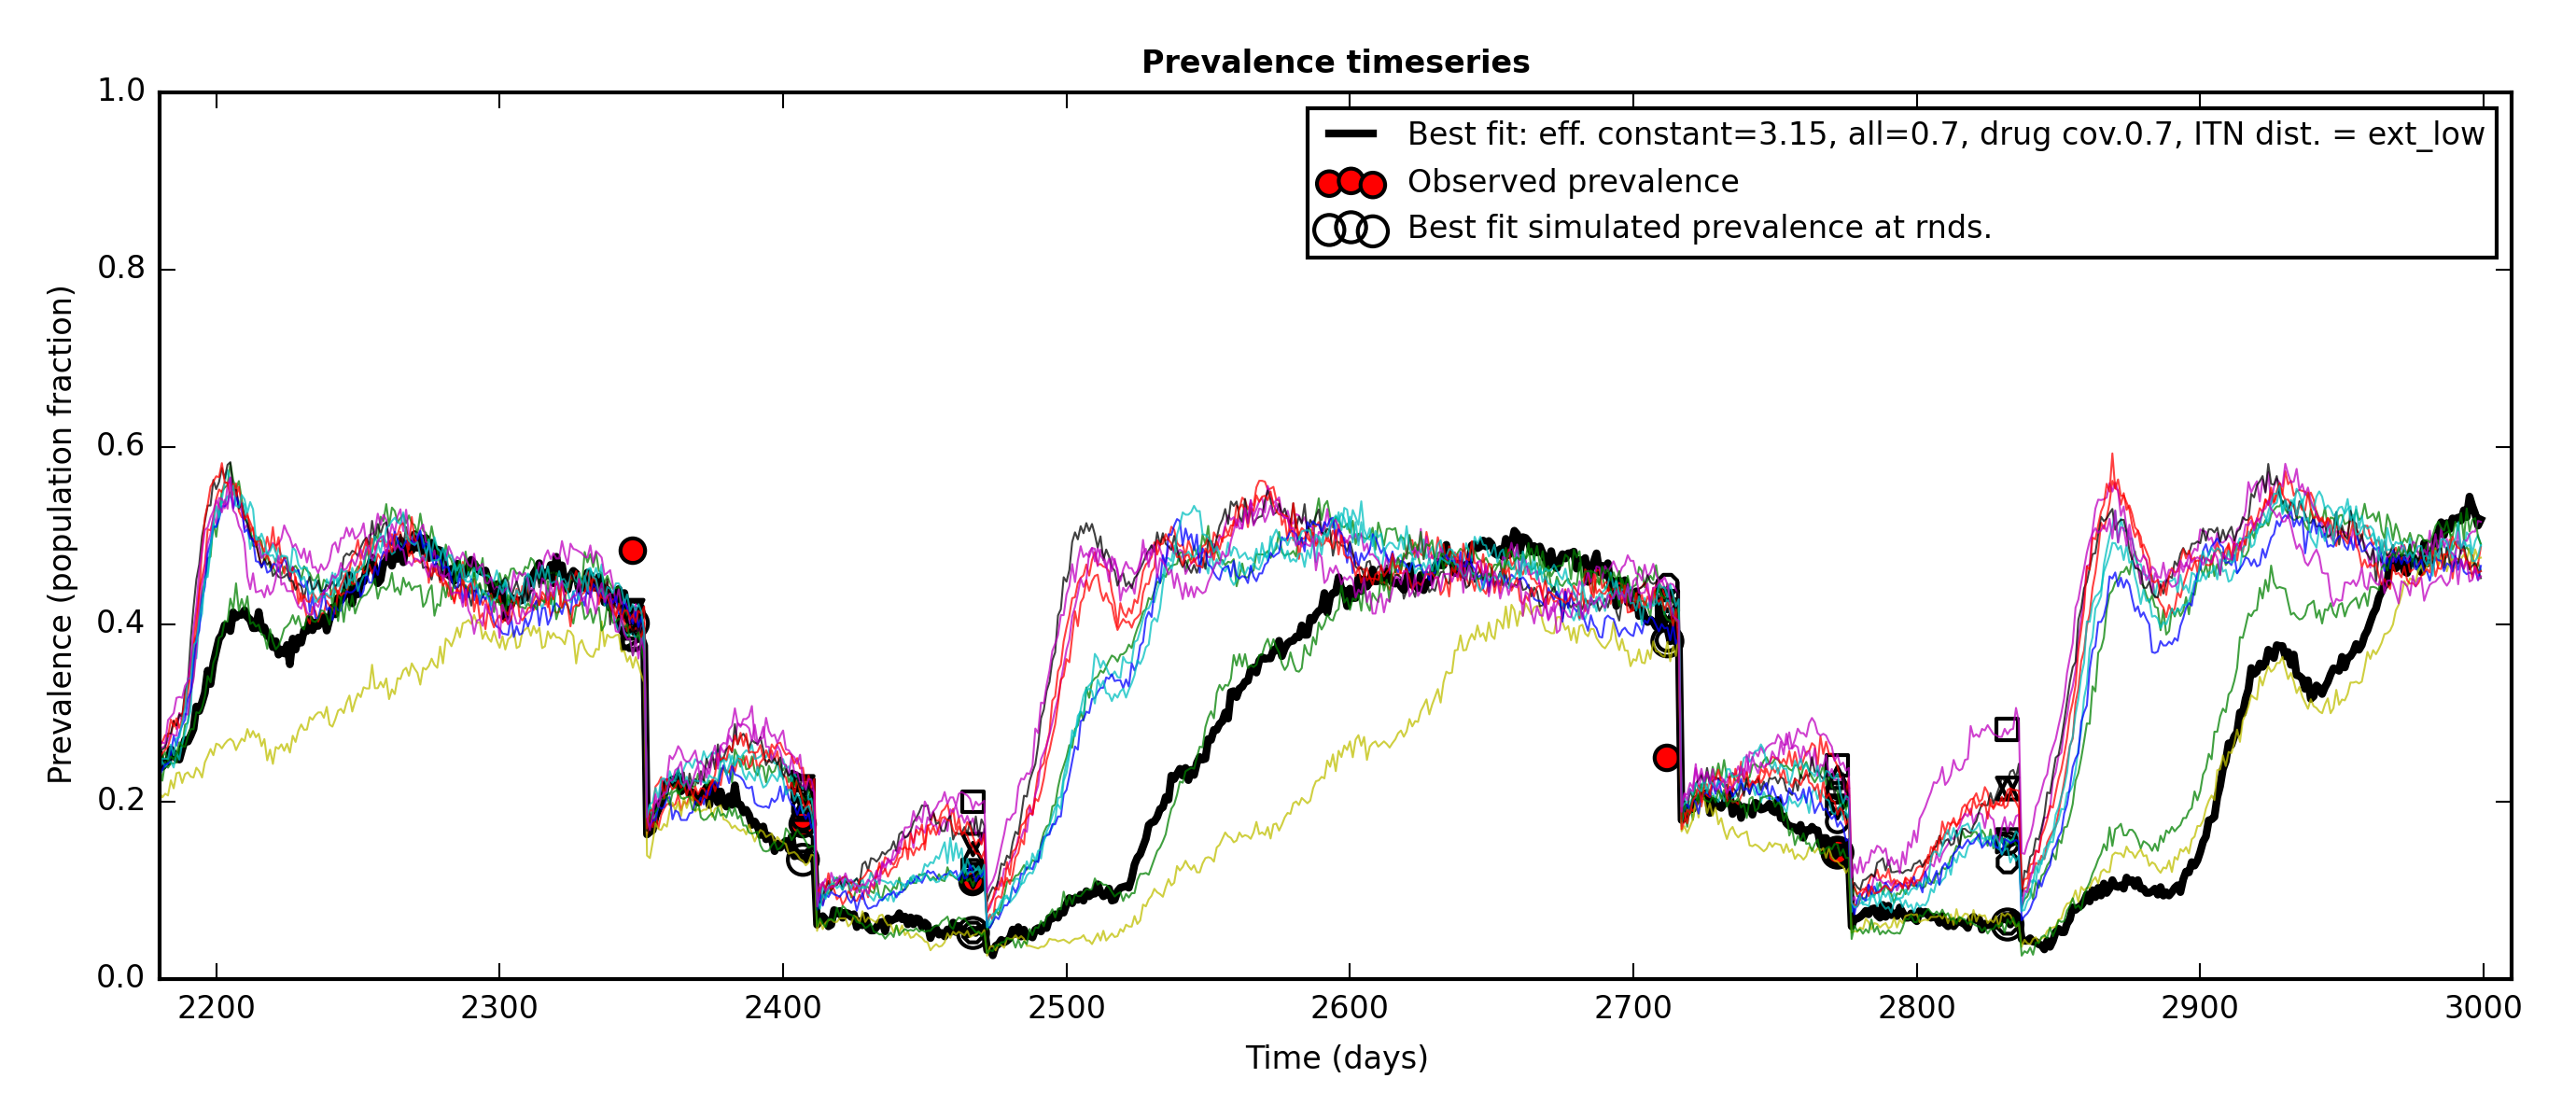 Prevalence timeseries
1.0
0.8
0.6
0.4
0.2
0.0
Prevalence (population fraction)
Best fit: eff. constant=3.15, all=0.7, drug cov.0.7, ITN dist. = ext_low
Observed prevalence
Best fit simulated prevalence at rnds.
2200 2300 2400 2500 2600 2700 2800 2900 3000
Time (days)